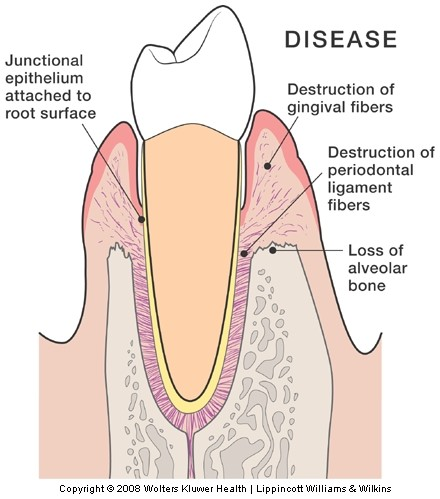 DISEASE
Junctional
epithelium
attached to
root surface
Destruction of
gingival fibers
Destruction of
periodontal
ligament
fibers
Loss of
alveolar
bone
Copyright © 2008 Wolters Kluwer Health | Lippincott Williams & Wilkins